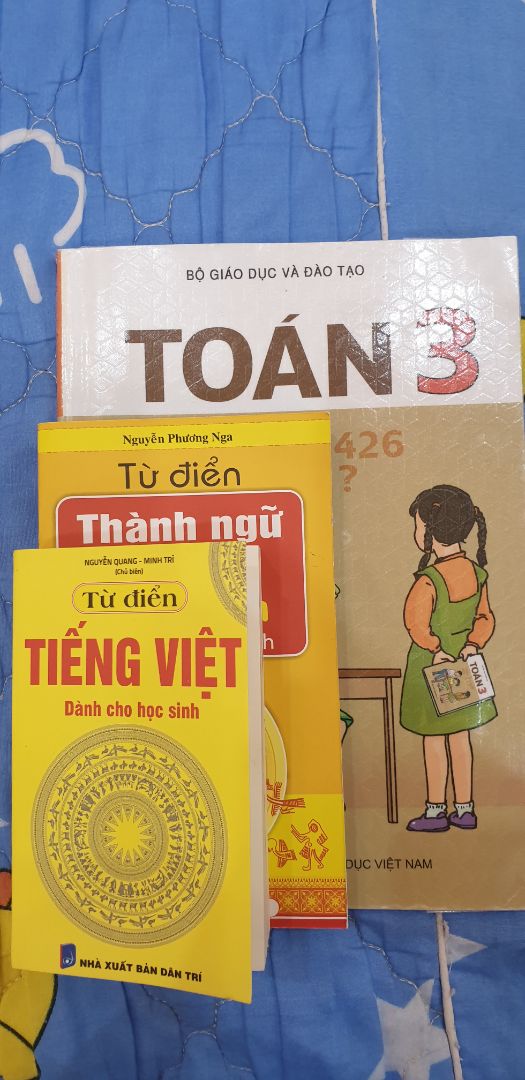 BỘ GIÁO DỤC VÀ ĐÀO TẠO
TOÁN 3
426
?
TOÁN 3
DỤC VIỆT NAM
Nguyễn Phương Nga
Từ điển
Thành ngữ
NGUYỄN QUANG - MINH TRÍ
(Chủ biên)
Từ điển
TIẾNG VIỆT
Dành cho học sinh
NHÀ XUẤT BẢN DÂN TRÍ